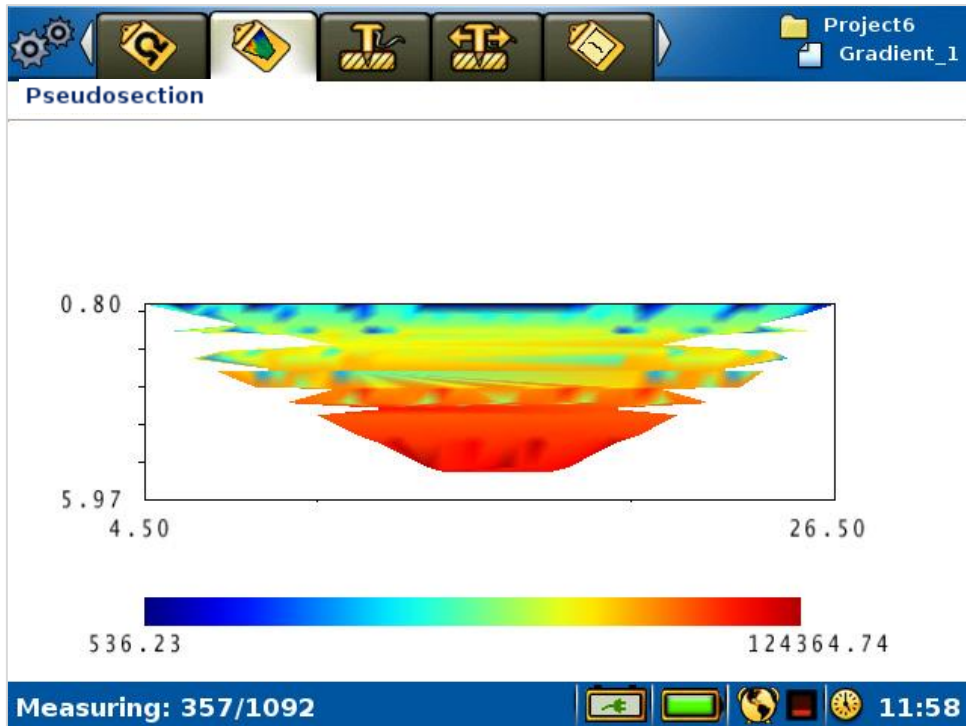 Project6
Gradient_1
Pseudosection
0.80
5.97
4.50
26.50
536.23
124364.74
Measuring: 357/1092
11:58